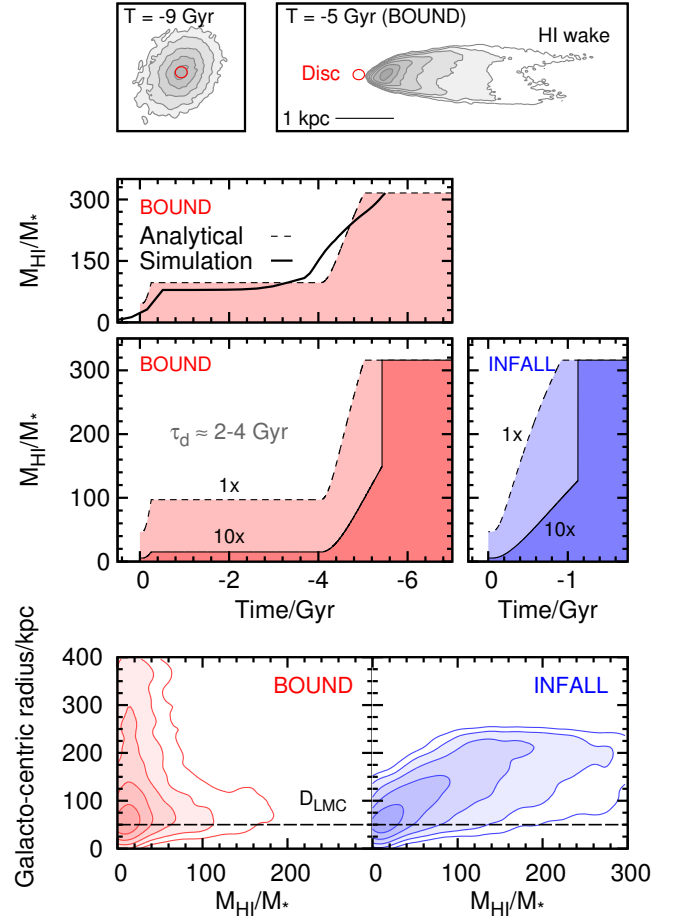 T = -9 Gyr
T = -5 Gyr (BOUND)
HI wake
Disc
1 kpc
M_HI/M_*
300
150
0
BOUND
Analytical
Simulation
M_HI/M_*
300
200
100
0
BOUND
τ_d ≈ 2-4 Gyr
1x
10x
INFALL
1x
10x
0 -2 -4 -6
0 -1
Time/Gyr
Time/Gyr
Galacto-centric radius/kpc
400
300
200
100
0
BOUND
INFALL
D_LMC
0 100 200
0 100 200 300
M_HI/M_*
M_HI/M_*